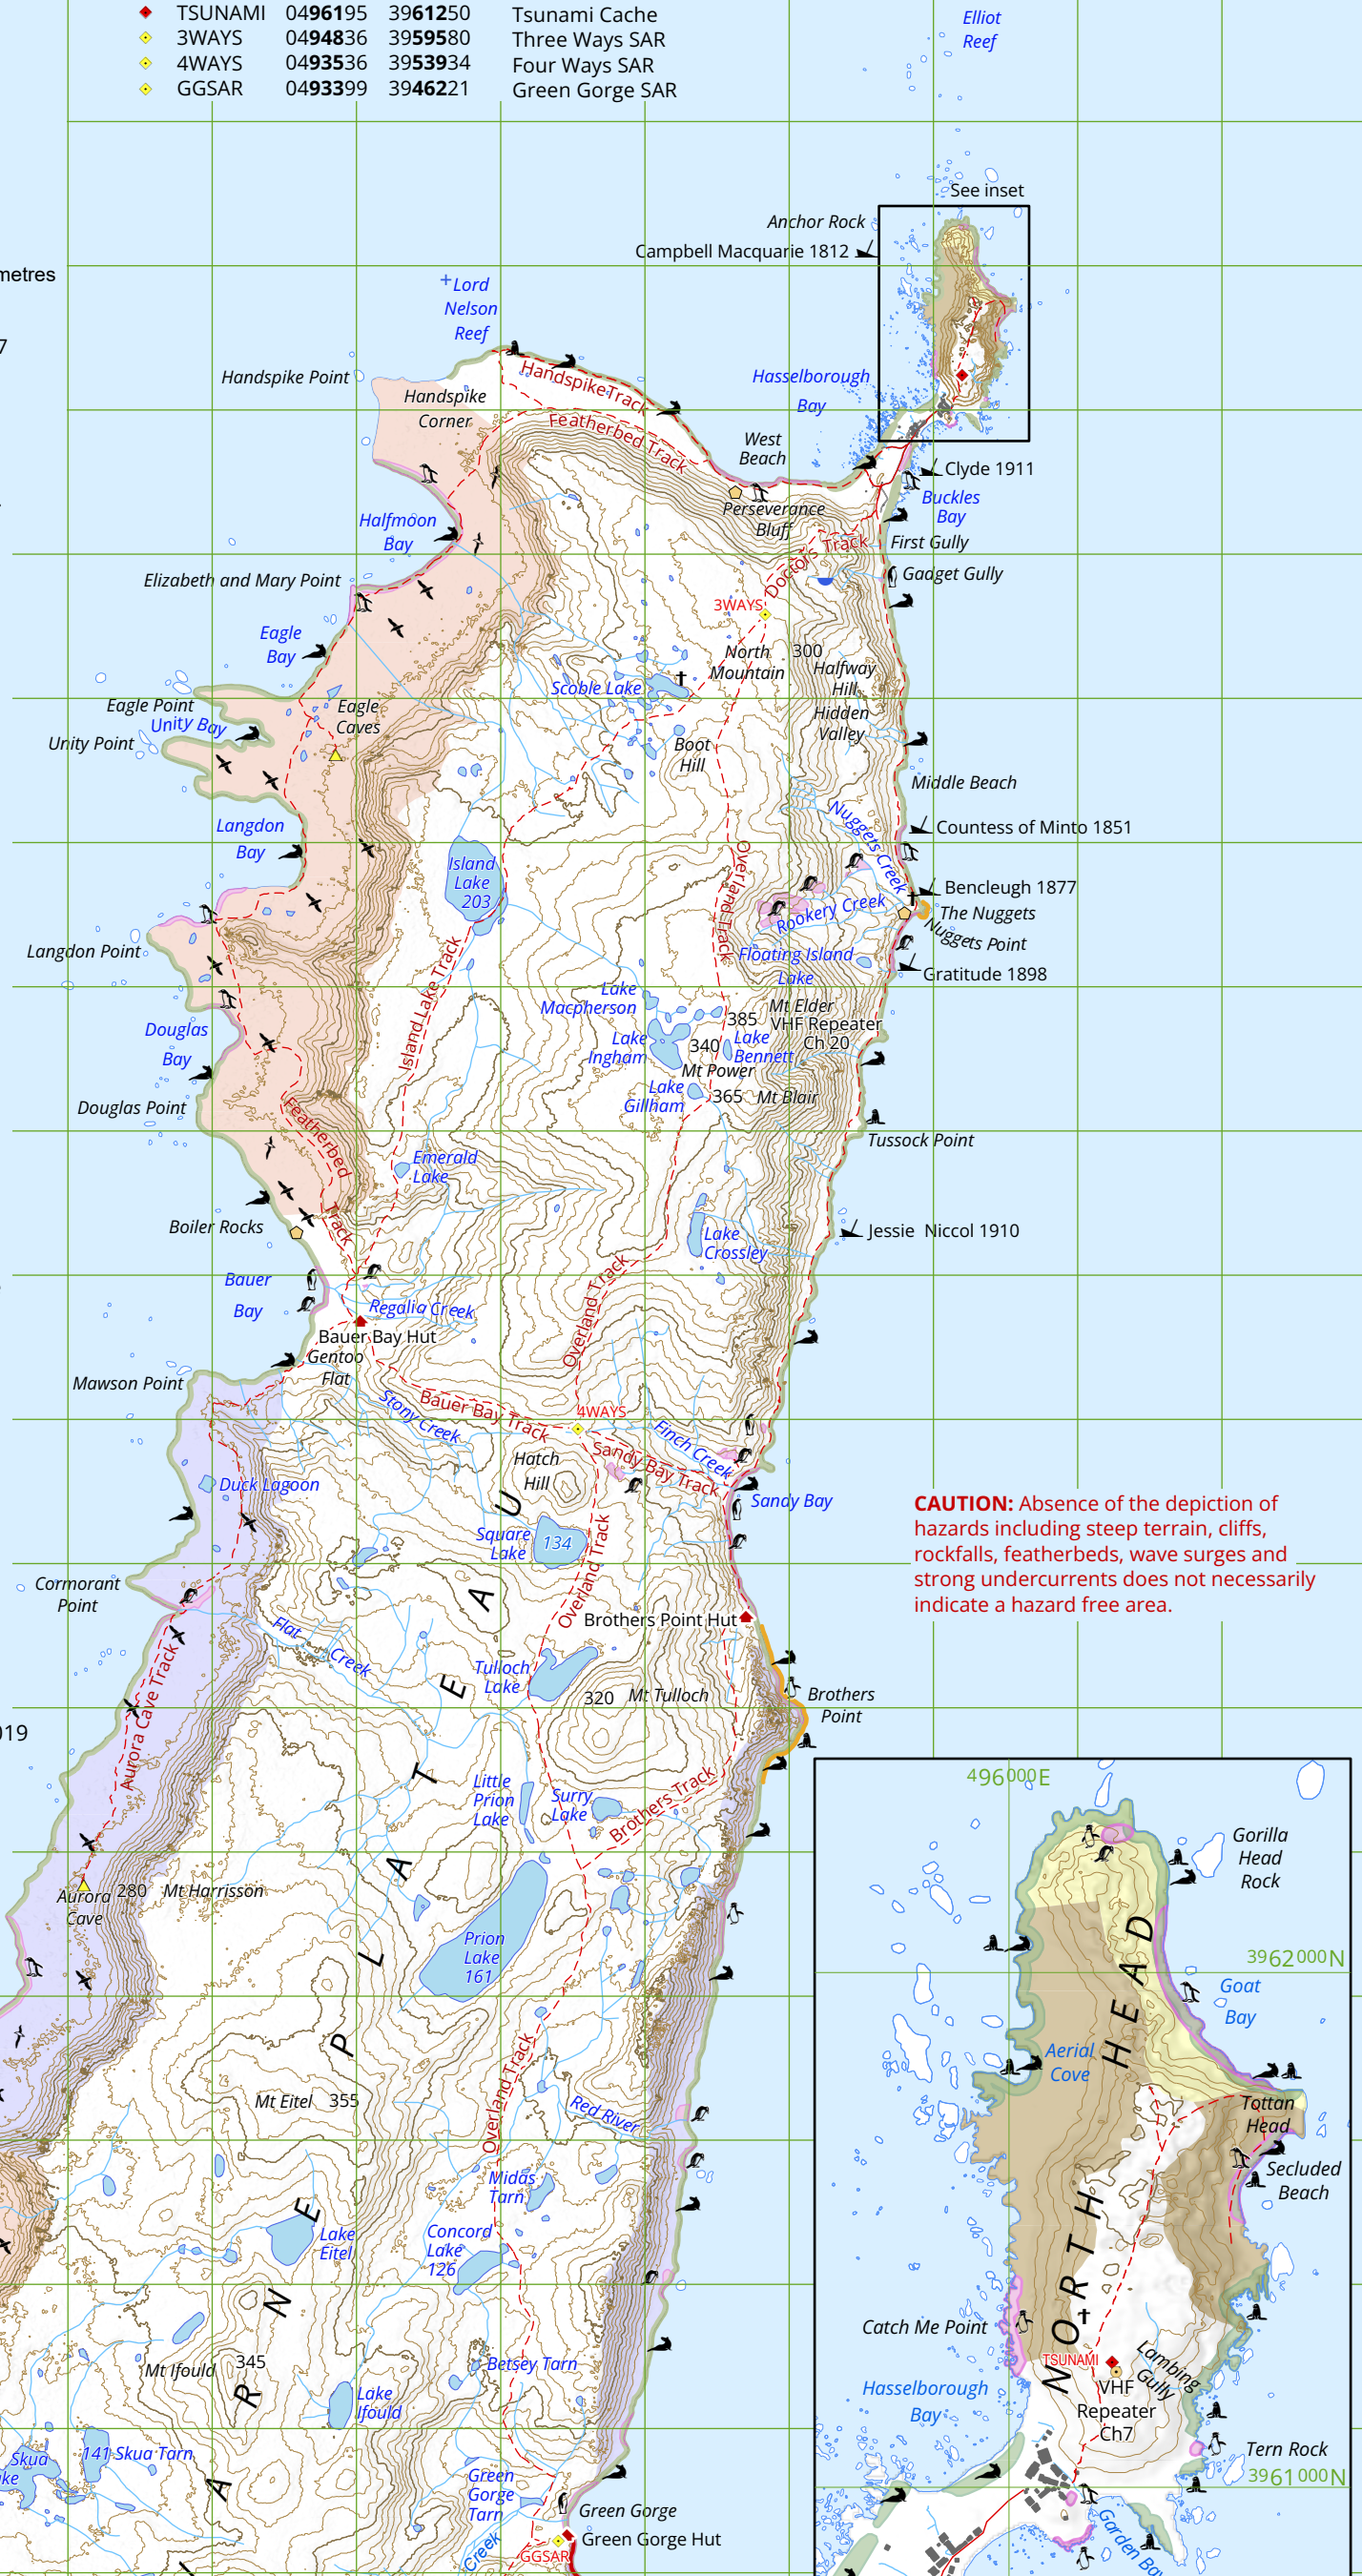 TSUNAMI 0496195 3961250 Tsunami Cache
3WAYS 0494836 3959580 Three Ways SAR
4WAYS 0493536 3953934 Four Ways SAR
GGSAR 0493399 3946221 Green Gorge SAR
Elliot
Reef
See inset
Anchor Rock
Campbell Macquarie 1812
metres
Lord
Nelson
Reef
7
Handspike Point
Handspike
Corner
Handspike Track
Featherbed Track
Hasselborough
Bay
West
Beach
Clyde 1911
Buckles
Bay
Perseverance
Bluff
Halfmoon
Bay
Doctors Track
First Gully
Gadget Gully
Elizabeth and Mary Point
3WAYS
Eagle
Bay
North
Mountain
300
Halfway
Hill
Scoble Lake
Hidden
Valley
Eagle Point
Unity Bay
Unity Point
Eagle
Caves
Boot
Hill
Middle Beach
Langdon
Bay
Nuggets Creek
Countess of Minto 1851
Island
Lake
203
Overland Track
Bencleugh 1877
Rookery Creek
The Nuggets
Nuggets Point
Langdon Point
Island Lake Track
Floating Island
Lake
Gratitude 1898
Lake
Macpherson
Mt Elder
385
VHF Repeater
Ch 20
Douglas
Bay
Lake
Ingham
340
Lake
Bennett
Mt Power
Lake
Gillham
365
Mt Blair
Douglas Point
Featherbed
Track
Tussock Point
Emerald
Lake
Boiler Rocks
Lake
Crossley
Jessie Niccol 1910
Bauer
Bay
Overland Track
Regalia Creek
Bauer Bay Hut
Gentoo
Flat
Mawson Point
Stony Creek
Bauer Bay Track
4WAYS
Finch Creek
Sandy Bay Track
Hatch
Hill
Duck Lagoon
Sandy Bay
Square
Lake
134
Overland Track
CAUTION: Absence of the depiction of
hazards including steep terrain, cliffs,
rockfalls, featherbeds, wave surges and
strong undercurrents does not necessarily
indicate a hazard free area.
Cormorant
Point
Brothers Point Hut
Flat Creek
Tulloch
Lake
320
Mt Tulloch
Brothers
Point
Aurora Cave Track
019
Little
Prion
Lake
Surry
Lake
Brothers Track
Aurora
Cave
280
Mt Harrisson
Prion
Lake
161
Overland Track
Mt Eitel 355
Red River
Midas
Tarn
Lake
Eitel
Concord
Lake
126
Mt Ifould
345
Betsey Tarn
Lake
Ifould
Skua
ke
141 Skua Tarn
Green
Gorge
Tarn
Green Gorge
Green Gorge Hut
GGSAR
Creek
A R N E P L A T E A U
496000E
Gorilla
Head
Rock
3962000N
Goat
Bay
Aerial
Cove
Tottan
Head
Secluded
Beach
NORTH HEAD
Catch Me Point
TSUNAMI
VHF
Repeater
Ch7
Lambing
Gully
Hasselborough
Bay
Tern Rock
3961000N
Garden Bay